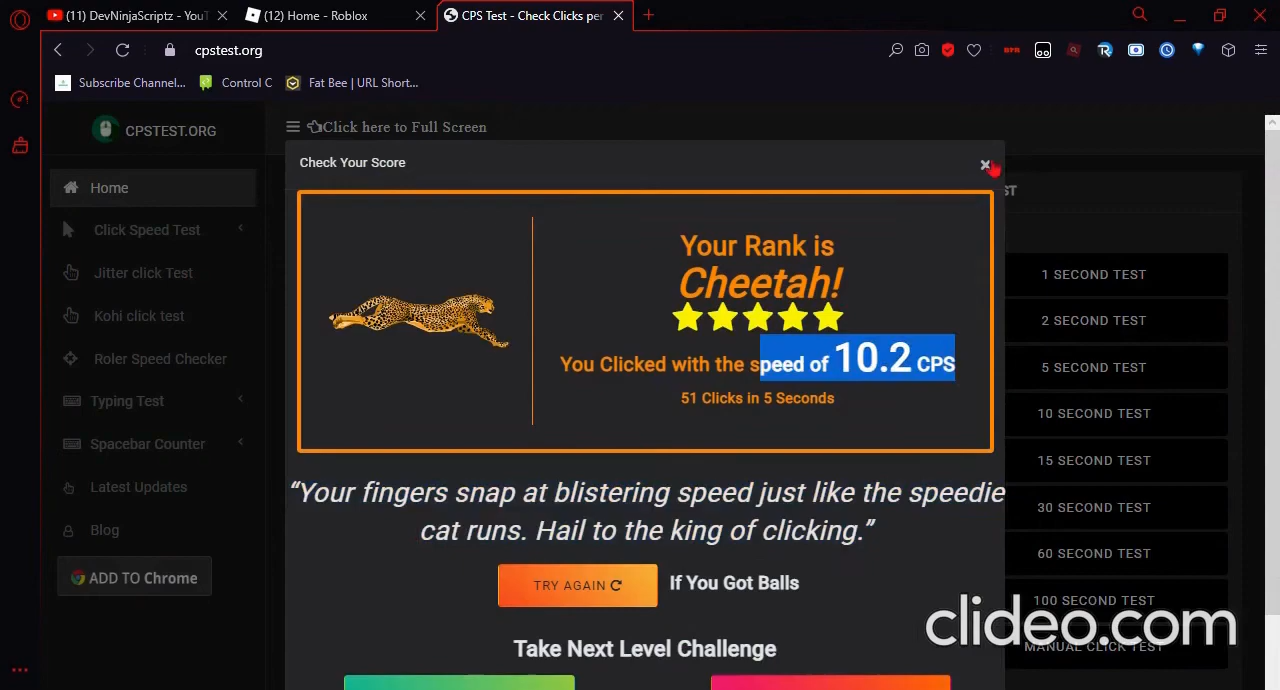 (11) DevNinjaScriptz - YouT
(12) Home - Roblox
CPS Test - Check Clicks per
cpstest.org
Subscribe Channel...
Control C
Fat Bee | URL Short...
CPSTEST.ORG
Click here to Full Screen
Check Your Score
×
ST
Home
Click Speed Test
Jitter click Test
Kohi click test
Roler Speed Checker
Typing Test
Spacebar Counter
Latest Updates
Blog
ADD TO Chrome
Your Rank is
Cheetah!
You Clicked with the speed of 10.2 CPS
51 Clicks in 5 Seconds
“Your fingers snap at blistering speed just like the speedie
cat runs. Hail to the king of clicking.”
TRY AGAIN
If You Got Balls
Take Next Level Challenge
1 SECOND TEST
2 SECOND TEST
5 SECOND TEST
10 SECOND TEST
15 SECOND TEST
30 SECOND TEST
60 SECOND TEST
100 SECOND TEST
MANUAL CLICK TEST
clideo.com